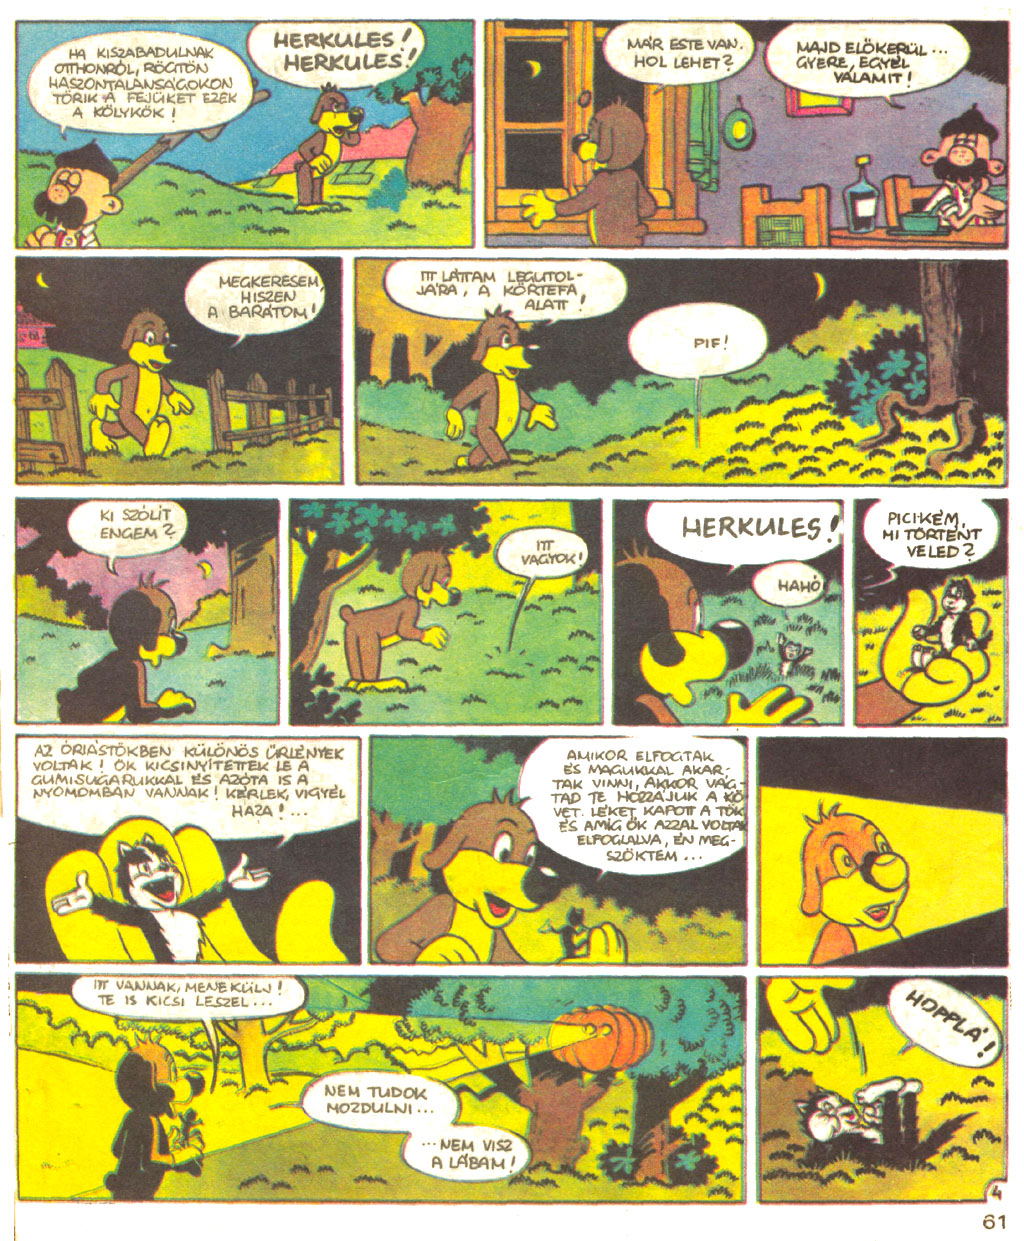 HA KISZABADULNAK
OTTHONRÓL, RÖGTÖN
HASZONTALANSÁGOKON
TÖRIK A FEJÜKET EZEK
A KÖLYKÖK!
HERKULES!
HERKULES!
MÁR ESTE VAN.
HOL LEHET?
MAJD ELŐKERÜL...
GYERE, EGYÉL
VALAMIT!
MEGKERESEM,
HISZEN
A BARÁTOM!
ITT LÁTTAM LEGUTOL-
JÁRA, A KÖRTEFA
ALATT!
PIF!
KI SZÓLÍT
ENGEM?
ITT
VAGYOK!
HERKULES!
HAHÓ!
PICIKÉM,
MI TÖRTÉNT
VELED?
AZ ÓRIÁSTÖKBEN KÜLÖNÖS ŰRLÉNYEK
VOLTAK! ŐK KICSINYÍTETTEK LE A
GUMISUGARUKKAL ÉS AZÓTA IS A
NYOMOMBAN VANNAK! KÉRLEK, VIGYÉL
HAZA!...
AMIKOR ELFOGTAK
ÉS MAGUKKAL AKAR-
TAK VINNI, AKKOR VÁG-
TAD TE HOZZÁJUK A KÖ-
VET. LÉKET KAPOTT A TÖK
ÉS AMÍG ŐK AZZAL VOLTAK
ELFOGLALVA, ÉN MEG-
SZÖKTEM...
ITT VANNAK, MENEKÜLJ!
TE IS KICSI LESZEL...
NEM TUDOK
MOZDULNI...
...NEM VISZ
A LÁBAM!
HOPPLÁ!
4
61